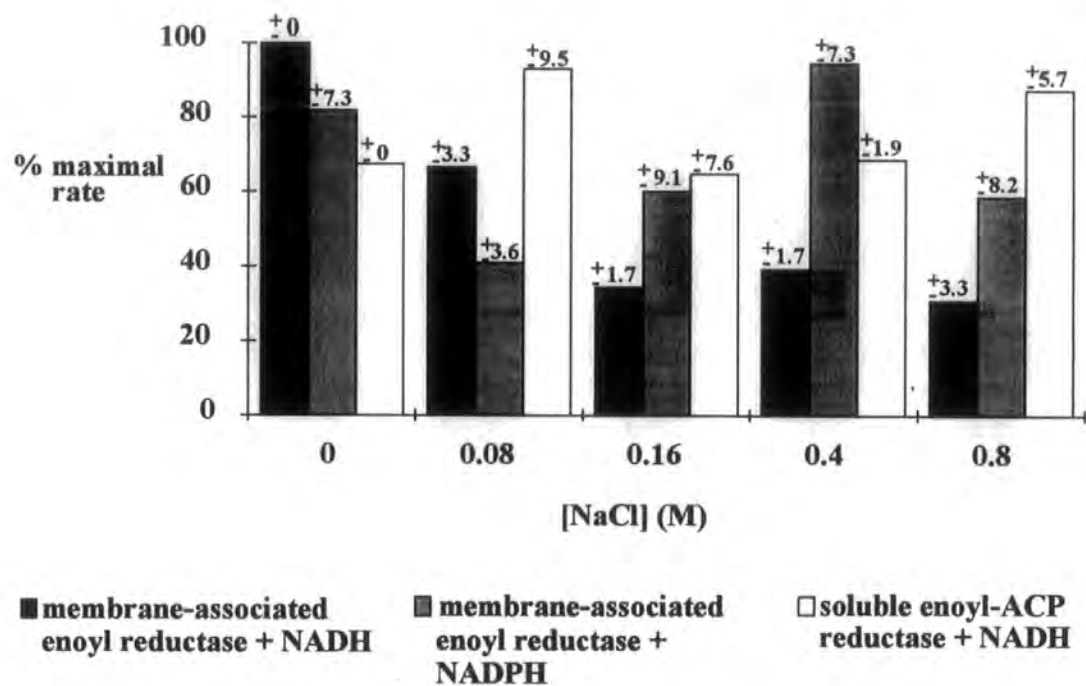 ± 0
100
±7.3
±9.5
±7.3
±5.7
80
± 0
±3.3
±9.1
±7.6
±1.9
±8.2
% maximal
rate
60
±3.6
40
±1.7
±1.7
±3.3
20
0
0
0.08
0.16
0.4
0.8
[NaCl] (M)
membrane-associated
enoyl reductase + NADH
membrane-associated
enoyl reductase +
NADPH
soluble enoyl-ACP
reductase + NADH